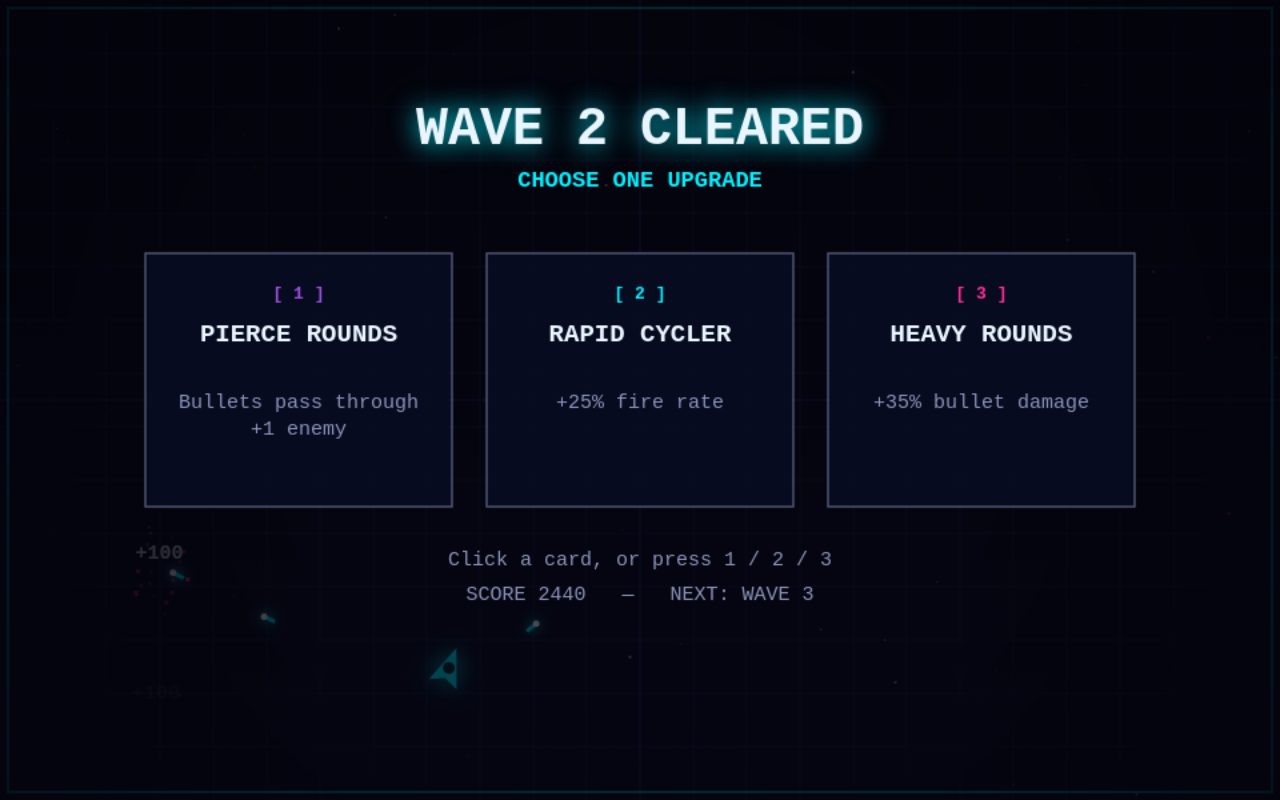 WAVE 2 CLEARED
CHOOSE ONE UPGRADE
[ 1 ]
PIERCE ROUNDS
Bullets pass through
+1 enemy
[ 2 ]
RAPID CYCLER
+25% fire rate
[ 3 ]
HEAVY ROUNDS
+35% bullet damage
+100
Click a card, or press 1 / 2 / 3
SCORE 2440 — NEXT: WAVE 3
+100